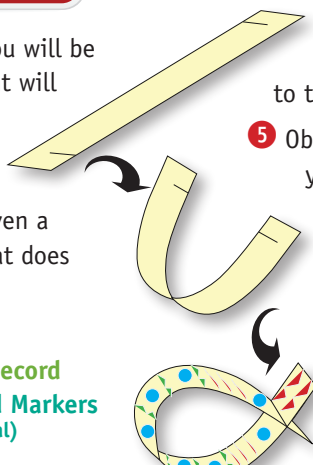 ou will be
t will
ven a
at does
ecord
d Markers
al)
to t
5 Ob
y